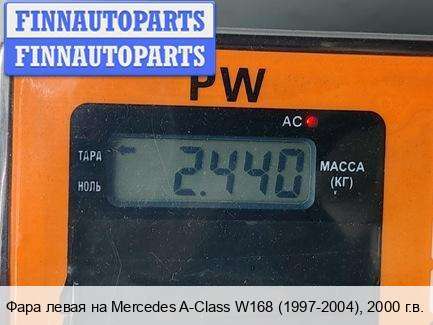 FINNAUTOPARTS
FINNAUTOPARTS
PW
AC
ТАРА
НОЛЬ
2.440
МАССА
(КГ)
Фара левая на Mercedes A-Class W168 (1997-2004), 2000 г.в.